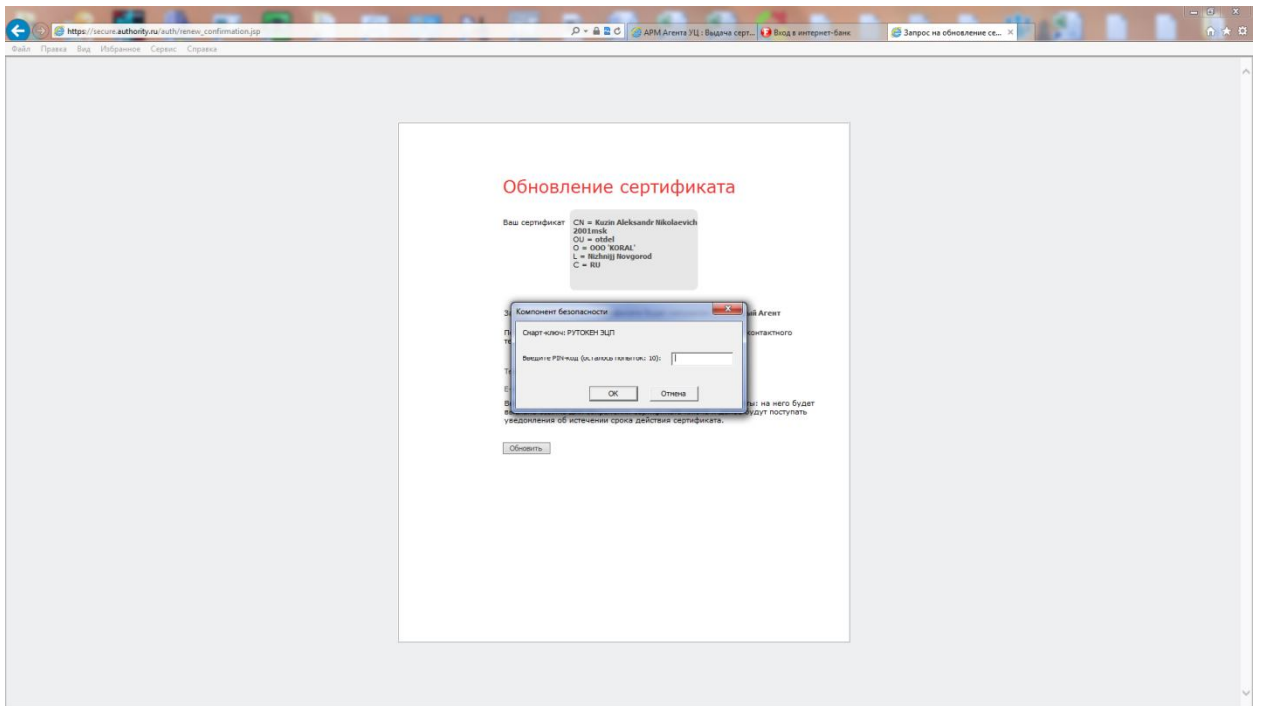 https://secure.authority.ru/auth/renew_confirmation.jsp
АРМ Агента УЦ : Выдача серт...
Вход в интернет-банк
Запрос на обновление се...
Файл Правка Вид Избранное Сервис Справка
Обновление сертификата
Ваш сертификат
CN = Kuzin Aleksandr Nikolaevich
2001msk
OU = otdel
O = OOO 'KORAL'
L = Nizhnijj Novgorod
C = RU
Компонент безопасности
ий Агент
Смарт-ключ: РУТОКЕН ЭЦП
контактного
Введите PIN-код (осталось попыток: 10):
OK
Отмена
ты: на него будет
будут поступать
уведомления об истечении срока действия сертификата.
Обновить